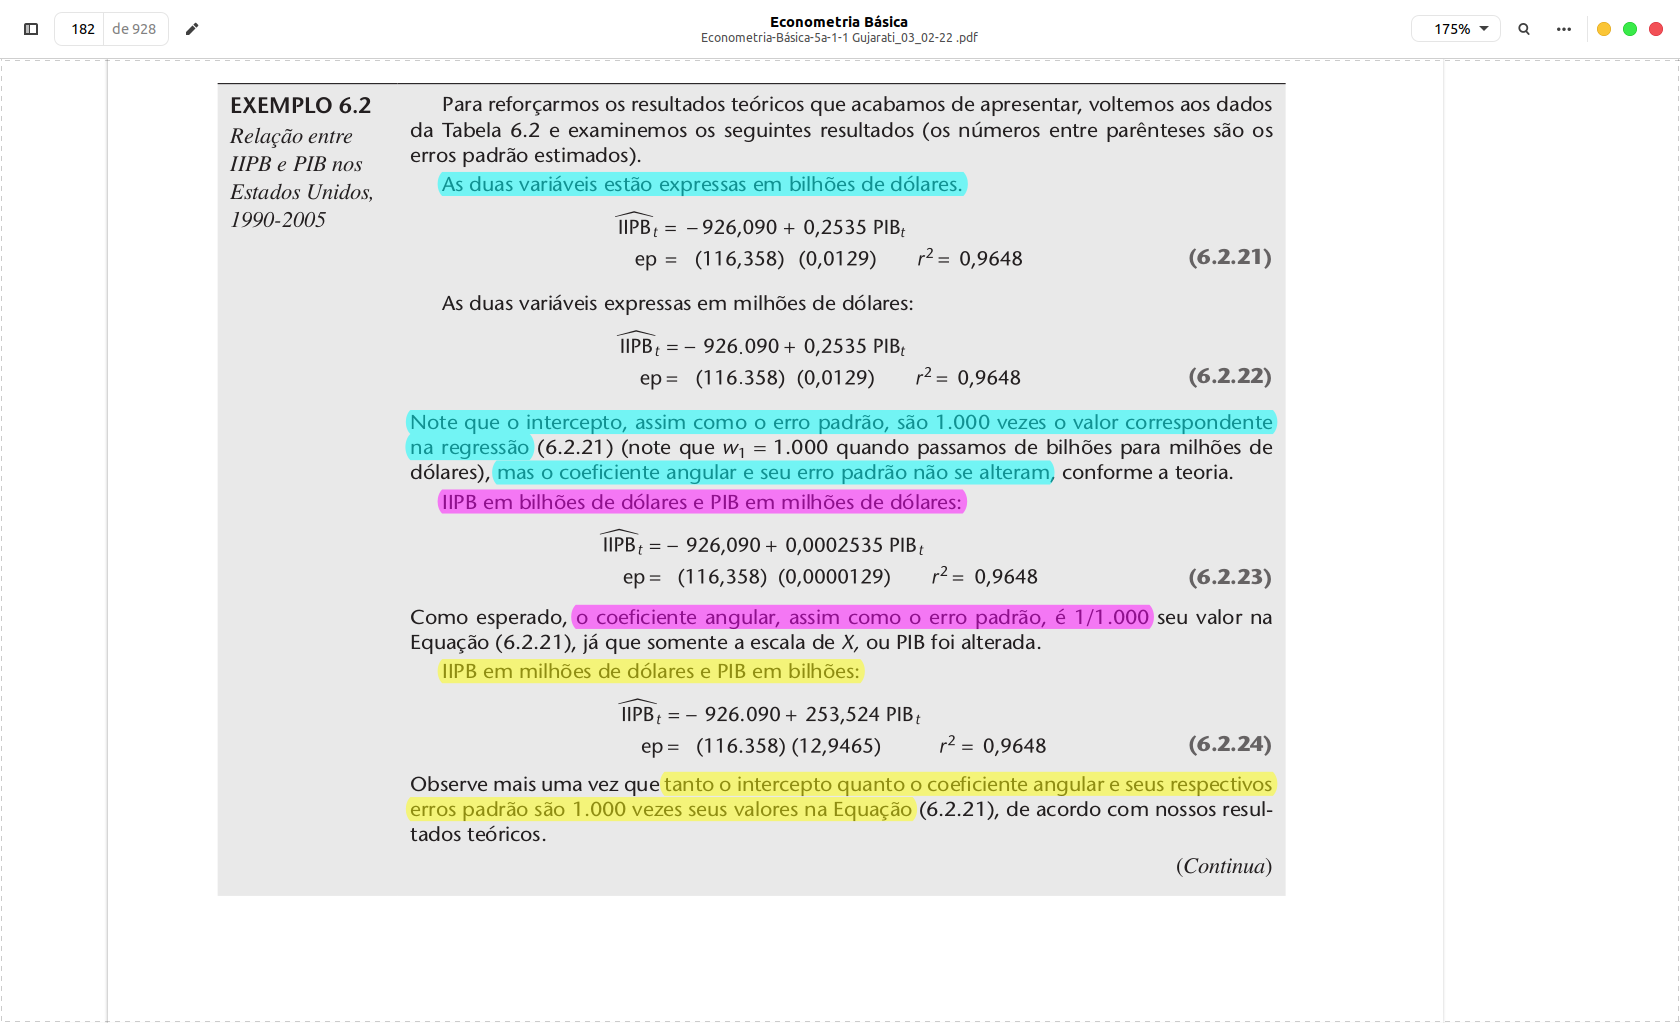 182 de 928
Econometria Básica
Econometria-Básica-5a-1-1 Gujarati_03_02-22 .pdf
175%
EXEMPLO 6.2
Relação entre
IIPB e PIB nos
Estados Unidos,
1990-2005
Para reforçarmos os resultados teóricos que acabamos de apresentar, voltemos aos dados
da Tabela 6.2 e examinemos os seguintes resultados (os números entre parênteses são os
erros padrão estimados).
As duas variáveis estão expressas em bilhões de dólares.
\widehat{IIPB}_t = − 926,090 + 0,2535 PIB_t
ep = (116,358) (0,0129) r² = 0,9648 (6.2.21)
As duas variáveis expressas em milhões de dólares:
\widehat{IIPB}_t = − 926.090 + 0,2535 PIB_t
ep = (116.358) (0,0129) r² = 0,9648 (6.2.22)
Note que o intercepto, assim como o erro padrão, são 1.000 vezes o valor correspondente
na regressão (6.2.21) (note que w₁ = 1.000 quando passamos de bilhões para milhões de
dólares), mas o coeficiente angular e seu erro padrão não se alteram, conforme a teoria.
IIPB em bilhões de dólares e PIB em milhões de dólares:
\widehat{IIPB}_t = − 926,090 + 0,0002535 PIB_t
ep = (116,358) (0,0000129) r² = 0,9648 (6.2.23)
Como esperado, o coeficiente angular, assim como o erro padrão, é 1/1.000 seu valor na
Equação (6.2.21), já que somente a escala de X, ou PIB foi alterada.
IIPB em milhões de dólares e PIB em bilhões:
\widehat{IIPB}_t = − 926.090 + 253,524 PIB_t
ep = (116.358) (12,9465) r² = 0,9648 (6.2.24)
Observe mais uma vez que tanto o intercepto quanto o coeficiente angular e seus respectivos
erros padrão são 1.000 vezes seus valores na Equação (6.2.21), de acordo com nossos resul-
tados teóricos.
(Continua)